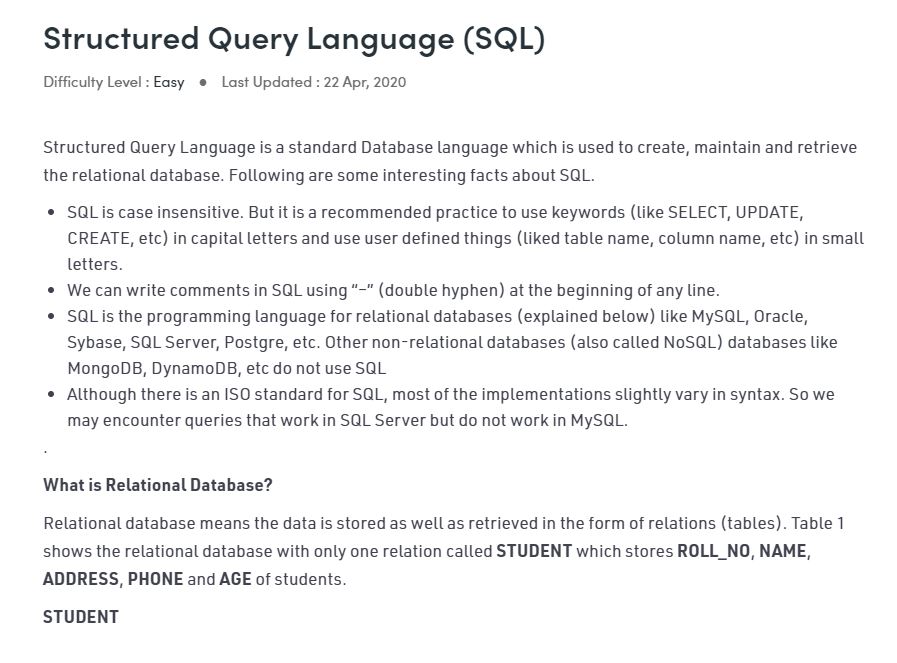 Structured Query Language (SQL)
Difficulty Level : Easy ● Last Updated : 22 Apr, 2020
Structured Query Language is a standard Database language which is used to create, maintain and retrieve
the relational database. Following are some interesting facts about SQL.
• SQL is case insensitive. But it is a recommended practice to use keywords (like SELECT, UPDATE,
CREATE, etc) in capital letters and use user defined things (liked table name, column name, etc) in small
letters.
• We can write comments in SQL using “–” (double hyphen) at the beginning of any line.
• SQL is the programming language for relational databases (explained below) like MySQL, Oracle,
Sybase, SQL Server, Postgre, etc. Other non-relational databases (also called NoSQL) databases like
MongoDB, DynamoDB, etc do not use SQL
• Although there is an ISO standard for SQL, most of the implementations slightly vary in syntax. So we
may encounter queries that work in SQL Server but do not work in MySQL.
.
What is Relational Database?
Relational database means the data is stored as well as retrieved in the form of relations (tables). Table 1
shows the relational database with only one relation called STUDENT which stores ROLL_NO, NAME,
ADDRESS, PHONE and AGE of students.
STUDENT